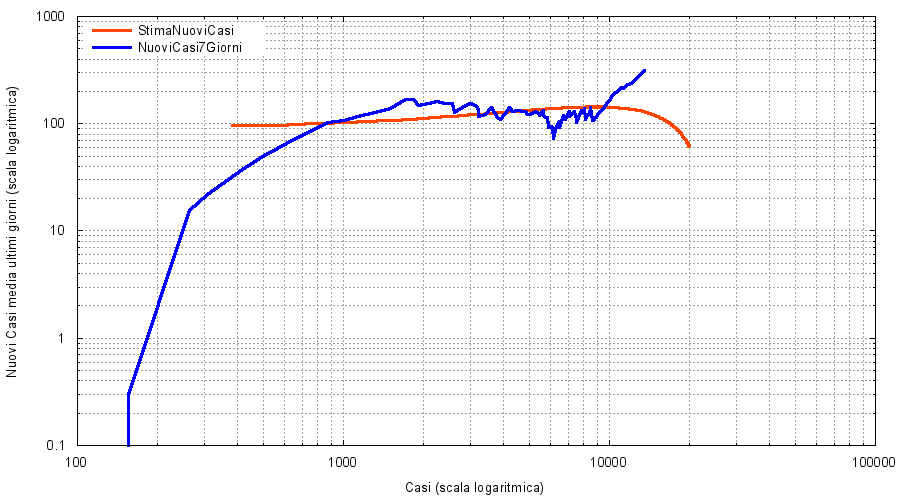 1000
StimaNuoviCasi
NuoviCasi7Giorni
100
10
1
0.1
Nuovi Casi media ultimi giorni (scala logaritmica)
100 1000 10000 100000
Casi (scala logaritmica)